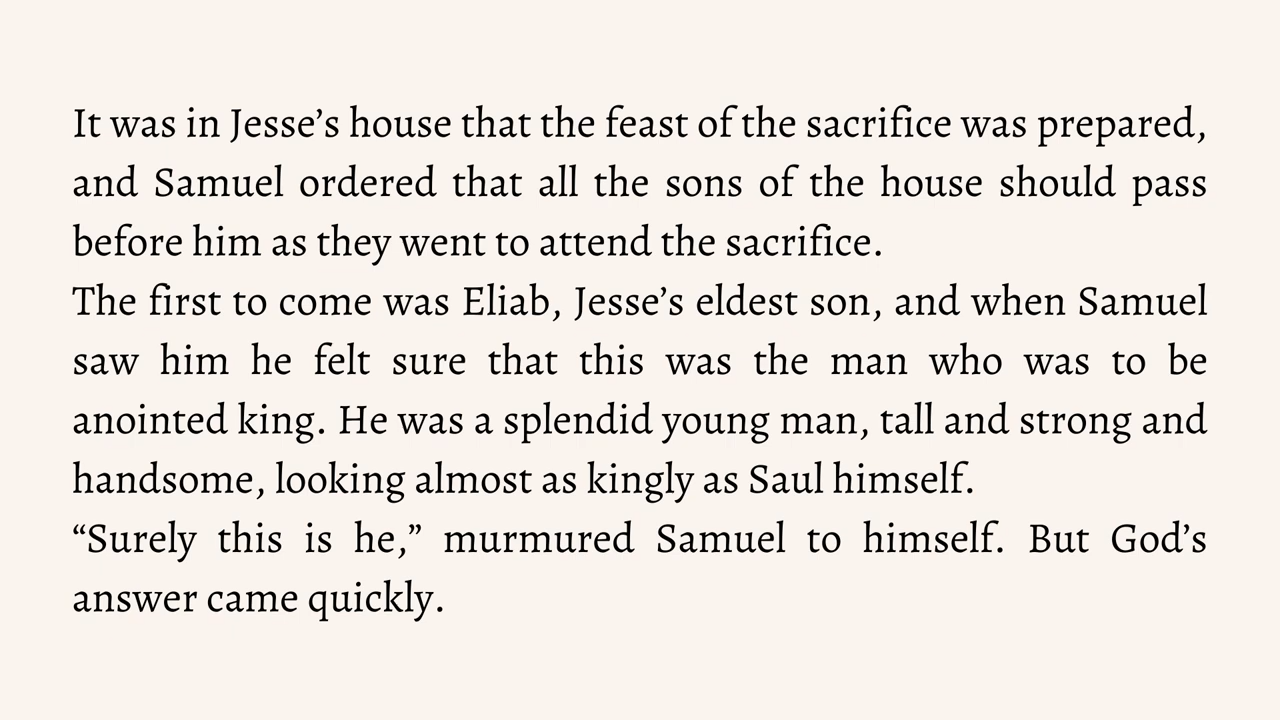 It was in Jesse’s house that the feast of the sacrifice was prepared,
and Samuel ordered that all the sons of the house should pass
before him as they went to attend the sacrifice.
The first to come was Eliab, Jesse’s eldest son, and when Samuel
saw him he felt sure that this was the man who was to be
anointed king. He was a splendid young man, tall and strong and
handsome, looking almost as kingly as Saul himself.
“Surely this is he,” murmured Samuel to himself. But God’s
answer came quickly.